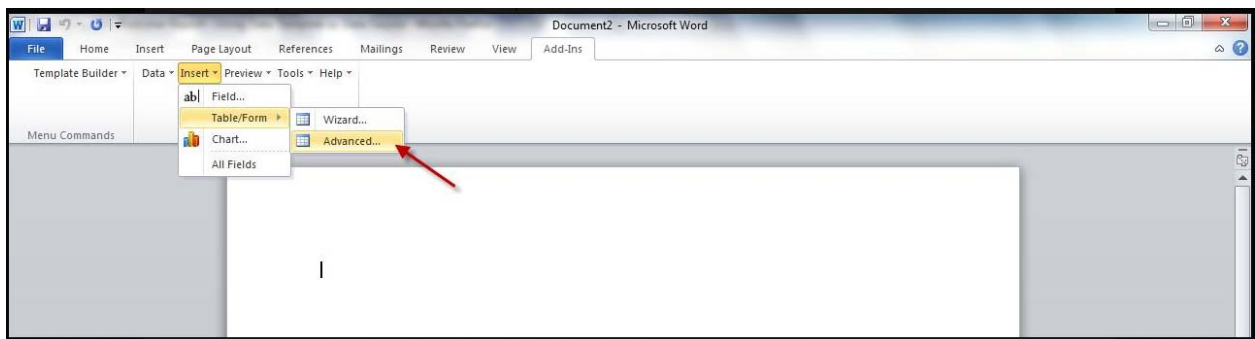 Document2 - Microsoft Word
File Home Insert Page Layout References Mailings Review View Add-Ins
Template Builder Data Insert Preview Tools Help
ab| Field...
Table/Form Wizard...
Menu Commands Chart... Advanced...
All Fields